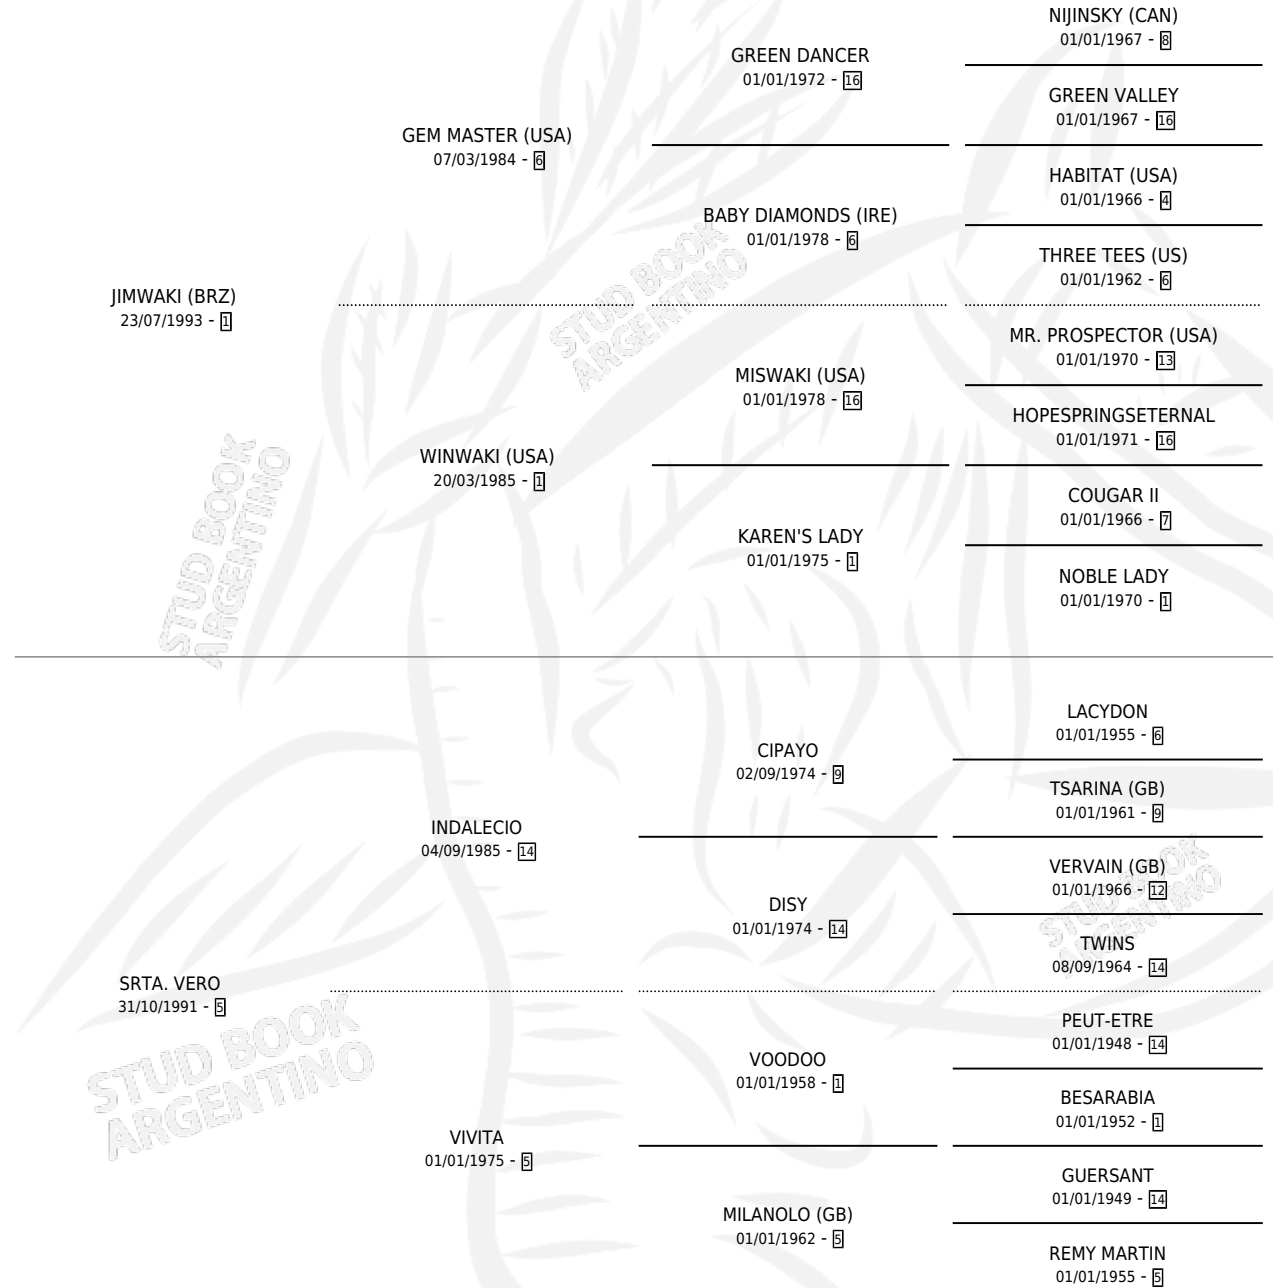 NIJINSKY (CAN)
01/01/1967 - 8
GREEN DANCER
01/01/1972 - 16
GREEN VALLEY
01/01/1967 - 16
GEM MASTER (USA)
07/03/1984 - 6
HABITAT (USA)
01/01/1966 - 4
BABY DIAMONDS (IRE)
01/01/1978 - 6
THREE TEES (US)
01/01/1962 - 6
JIMWAKI (BRZ)
23/07/1993 - 1
MR. PROSPECTOR (USA)
01/01/1970 - 13
MISWAKI (USA)
01/01/1978 - 16
HOPESPRINGSETERNAL
01/01/1971 - 16
WINWAKI (USA)
20/03/1985 - 1
COUGAR II
01/01/1966 - 7
KAREN'S LADY
01/01/1975 - 1
NOBLE LADY
01/01/1970 - 1
LACYDON
01/01/1955 - 6
CIPAYO
02/09/1974 - 9
TSARINA (GB)
01/01/1961 - 9
INDALECIO
04/09/1985 - 14
VERVAIN (GB)
01/01/1966 - 12
DISY
01/01/1974 - 14
TWINS
08/09/1964 - 14
SRTA. VERO
31/10/1991 - 5
PEUT-ETRE
01/01/1948 - 14
VOODOO
01/01/1958 - 1
BESARABIA
01/01/1952 - 1
VIVITA
01/01/1975 - 5
GUERSANT
01/01/1949 - 14
MILANOLO (GB)
01/01/1962 - 5
REMY MARTIN
01/01/1955 - 5
STUD BOOK
ARGENTINO
STUD BOOK
ARGENTINO
STUD BOOK
ARGENTINO
STUD BOOK
ARGENTINO